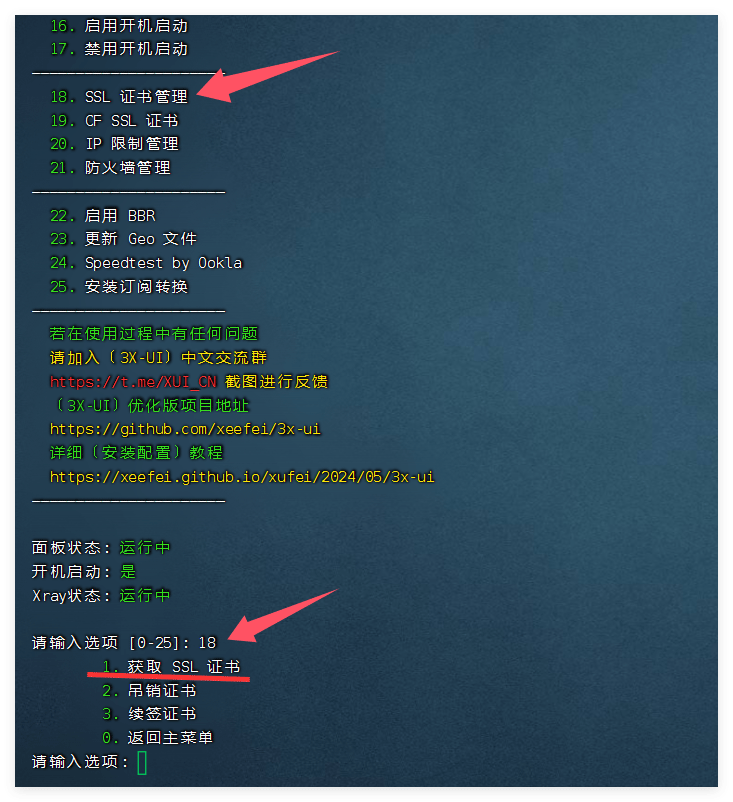 16. 启用开机启动
17. 禁用开机启动
————————————————
18. SSL 证书管理
19. CF SSL 证书
20. IP 限制管理
21. 防火墙管理
————————————————
22. 启用 BBR
23. 更新 Geo 文件
24. Speedtest by Ookla
25. 安装订阅转换
————————————————
若在使用过程中有任何问题
请加入〔3X-UI〕中文交流群
https://t.me/XUI_CN 截图进行反馈
〔3X-UI〕优化版项目地址
https://github.com/xeefei/3x-ui
详细〔安装配置〕教程
https://xeefei.github.io/xufei/2024/05/3x-ui
————————————————
面板状态: 运行中
开机启动: 是
Xray状态: 运行中
请输入选项 [0-25]: 18
1. 获取 SSL 证书
2. 吊销证书
3. 续签证书
0. 返回主菜单
请输入选项: